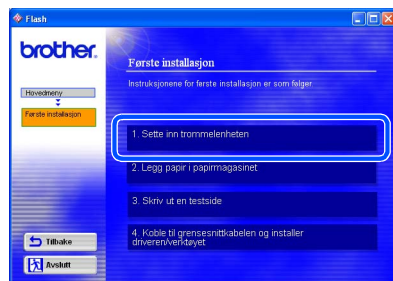 Flash
brother.
Hovedmeny
Første installasjon
Første installasjon
Instruksjonene for første installasjon er som følger
1. Sette inn trommelenheten
2. Legg papir i papirmagasinet
3. Skriv ut en testside
4. Koble til grensesnittkabelen og installer
driveren/verktøyet
Tilbake
Avslutt